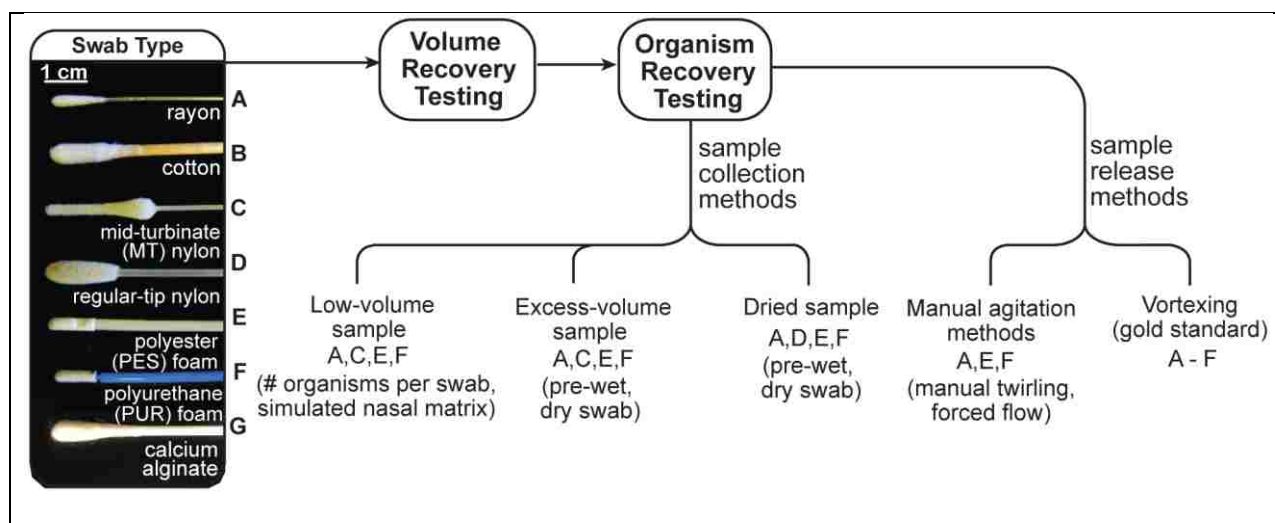 Swab Type
1 cm
A
rayon
B
cotton
C
mid-turbinate
(MT) nylon
D
regular-tip nylon
E
polyester
(PES) foam
F
polyurethane
(PUR) foam
G
calcium
alginate
Volume
Recovery
Testing
Organism
Recovery
Testing
sample
collection
methods
sample
release
methods
Low-volume
sample
A,C,E,F
(# organisms per swab,
simulated nasal matrix)
Excess-volume
sample
A,C,E,F
(pre-wet,
dry swab)
Dried sample
A,D,E,F
(pre-wet,
dry swab)
Manual agitation
methods
A,E,F
(manual twirling,
forced flow)
Vortexing
(gold standard)
A - F